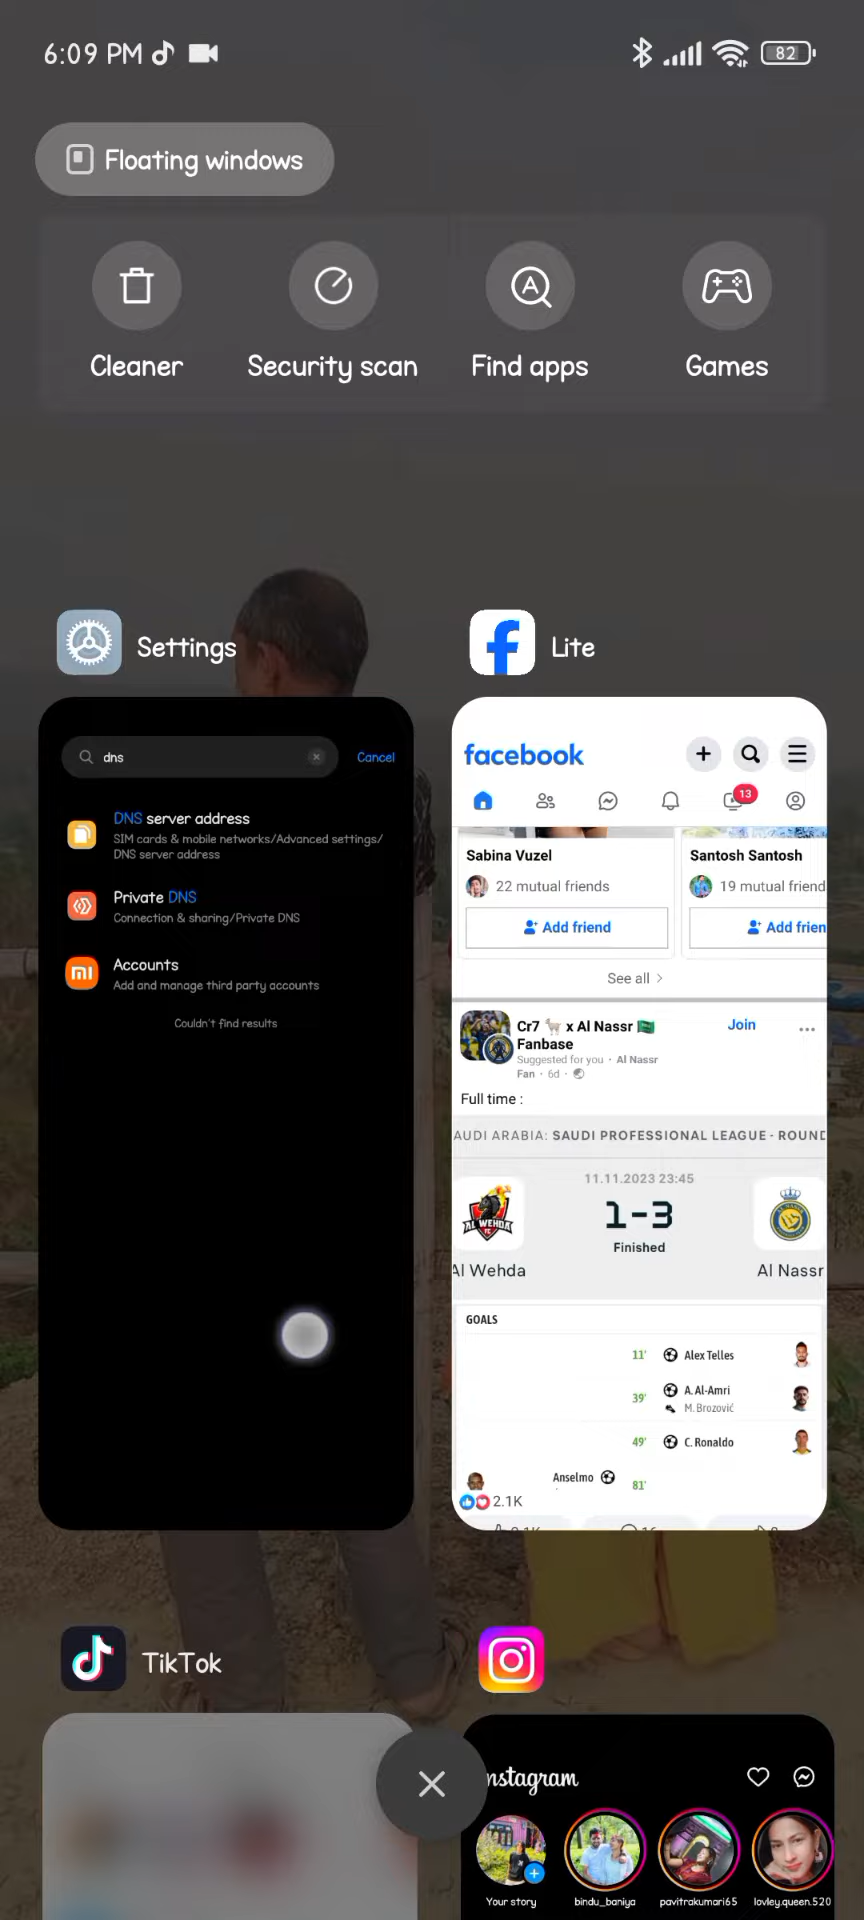 6:09 PM
82
Floating windows
Cleaner
Security scan
Find apps
Games
Settings
Lite
dns
Cancel
DNS server address
SIM cards & mobile networks/Advanced settings/
DNS server address
Private DNS
Connection & sharing/Private DNS
Accounts
Add and manage third party accounts
Couldn't find results
facebook
13
Sabina Vuzel
22 mutual friends
Add friend
Santosh Santosh
19 mutual friend
Add frien
See all
Cr7 🐐 x Al Nassr 🇸🇦
Fanbase
Join
Suggested for you · Al Nassr
Fan · 6d ·
Full time :
AUDI ARABIA: SAUDI PROFESSIONAL LEAGUE - ROUND
11.11.2023 23:45
1-3
Finished
AL WEHDA
FC
Al Wehda
Al Nassr
GOALS
11' Alex Telles
39' A. Al-Amri
M. Brozović
49' C. Ronaldo
Anselmo 81'
2.1K
TikTok
Instagram
Your story
bindu_baniya
pavitrakumari65
lovley.queen.520